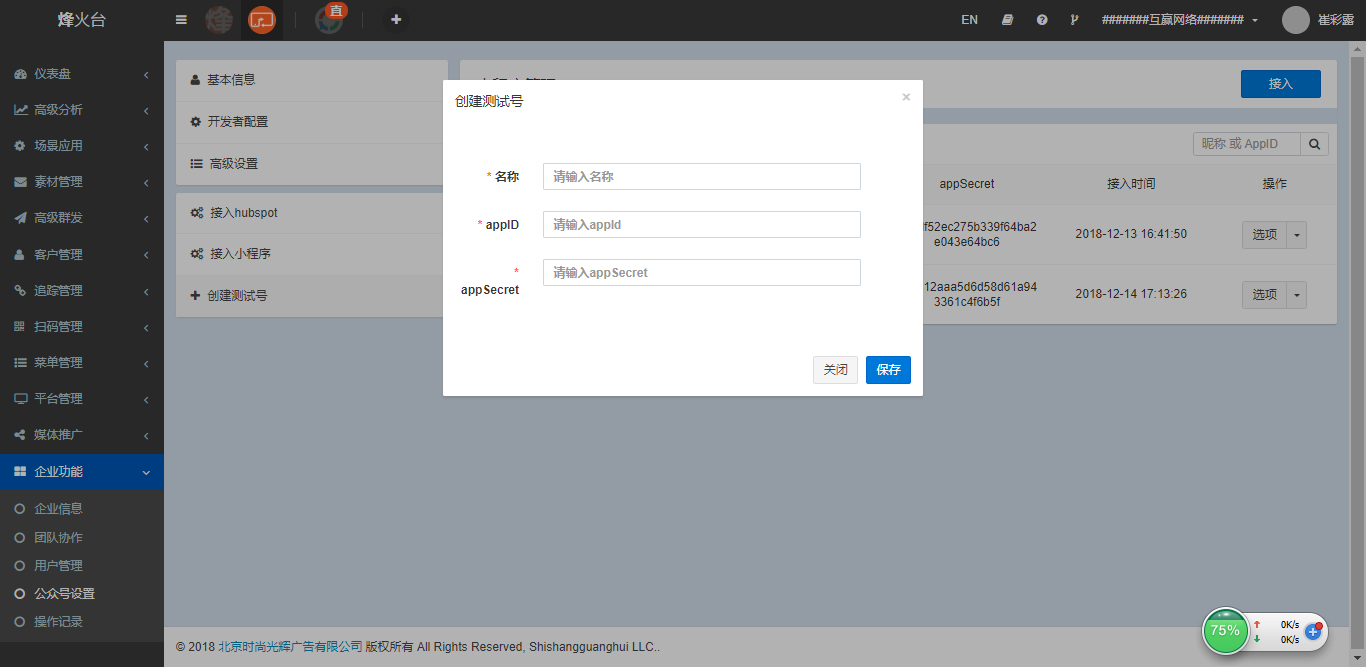 烽火台
烽
直
EN
#######互赢网络#######
崔彩霞
仪表盘
高级分析
场景应用
素材管理
高级群发
客户管理
追踪管理
扫码管理
菜单管理
平台管理
媒体推广
企业功能
企业信息
团队协作
用户管理
公众号设置
操作记录
基本信息
开发者配置
高级设置
接入hubspot
接入小程序
创建测试号
接入
昵称 或 AppID
appSecret 接入时间 操作
f52ec275b339f64ba2
e043e64bc6
2018-12-13 16:41:50
选项
12aaa5d6d58d61a94
3361c4f6b5f
2018-12-14 17:13:26
选项
创建测试号
×
* 名称 请输入名称
* appID 请输入appId
*
appSecret
请输入appSecret
关闭 保存
© 2018 北京时尚光辉广告有限公司 版权所有 All Rights Reserved, Shishangguanghui LLC..
75%
0K/s
0K/s